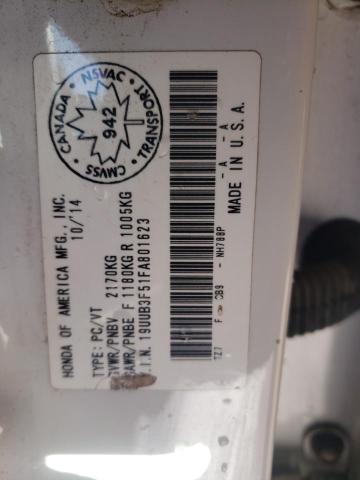 HONDA OF AMERICA MFG., INC.
10/'14
TYPE: PC/VT
GVWR/PNBV 2170KG
GAWR/PNBE F 1180KG R 1005KG
V.I.N. 19UUB3F51FA801623
CANADA · NSVAC · TRANSPORT · CMVSS
942
TZ7 F DB9 - NH788P
- A - A
MADE IN U.S.A.